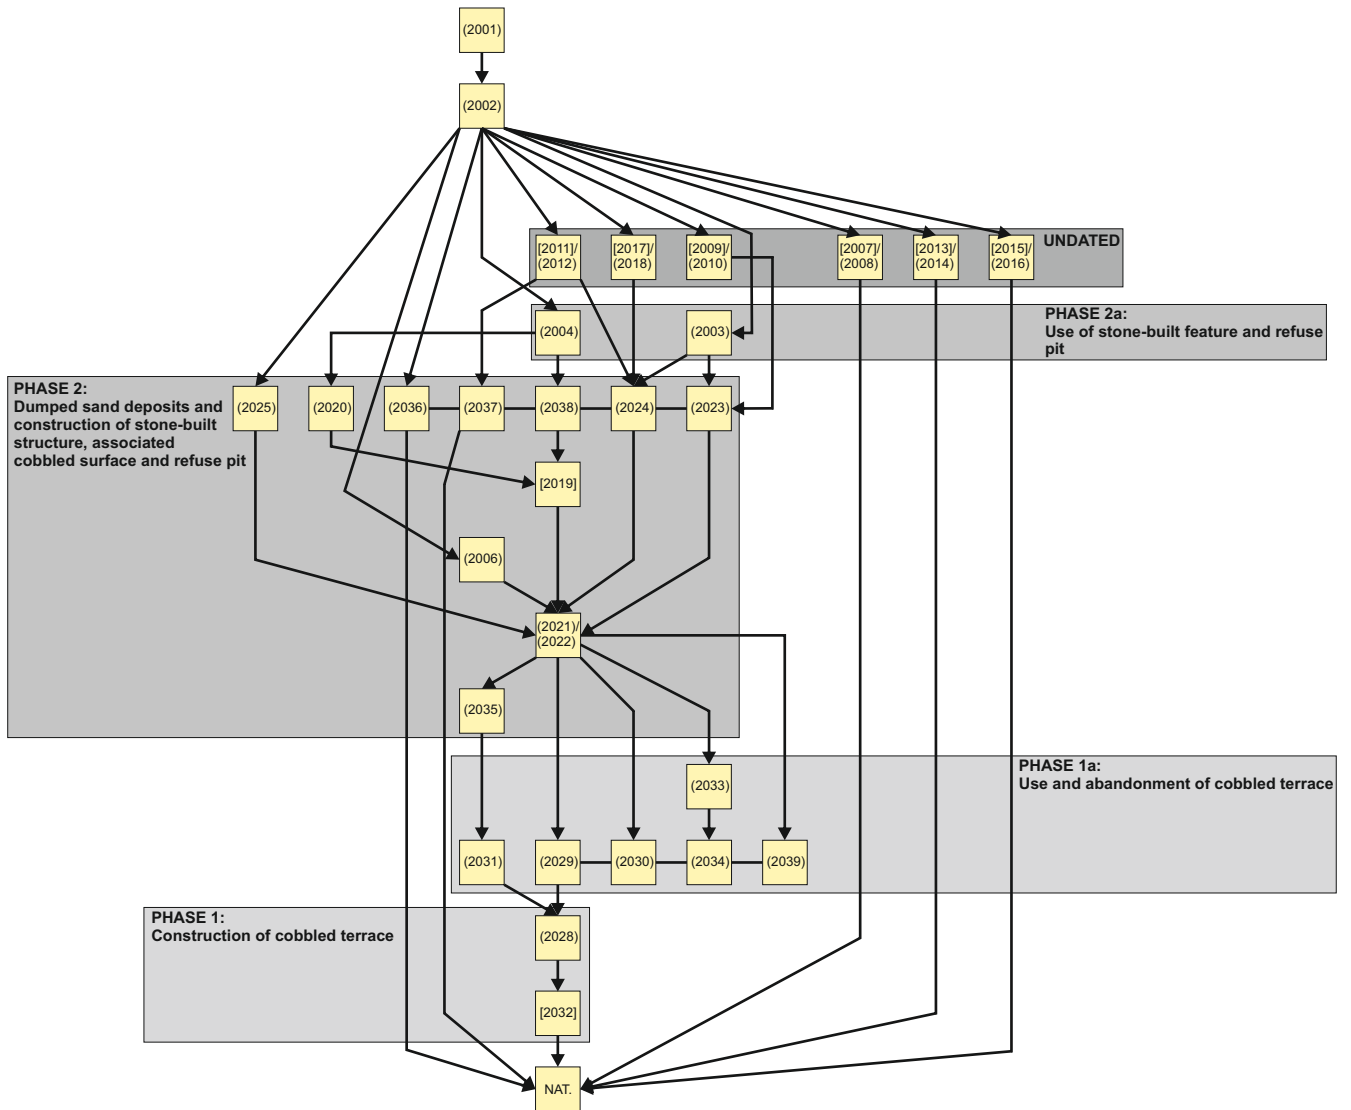 (2001)
(2002)
[2011]/
(2012)
[2017]/
(2018)
[2009]/
(2010)
[2007]/
(2008)
[2013]/
(2014)
[2015]/
(2016)
UNDATED
(2004)
(2003)
PHASE 2a:
Use of stone-built feature and refuse
pit
PHASE 2:
Dumped sand deposits and
construction of stone-built
structure, associated
cobbled surface and refuse pit
(2025)
(2020)
(2036)
(2037)
(2038)
(2024)
(2023)
[2019]
(2006)
(2021)/
(2022)
(2035)
PHASE 1a:
Use and abandonment of cobbled terrace
(2033)
(2031)
(2029)
(2030)
(2034)
(2039)
PHASE 1:
Construction of cobbled terrace
(2028)
[2032]
NAT.